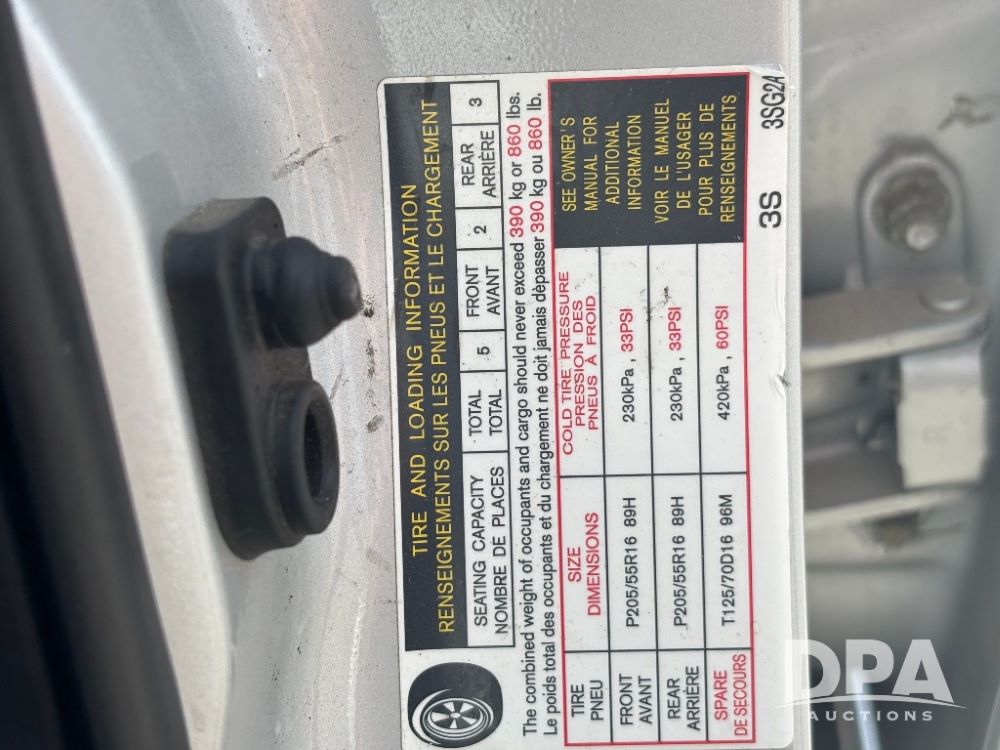 TIRE AND LOADING INFORMATION
RENSEIGNEMENTS SUR LES PNEUS ET LE CHARGEMENT
SEATING CAPACITY TOTAL 5 FRONT 2 REAR 3
NOMBRE DE PLACES TOTAL AVANT ARRIÈRE
The combined weight of occupants and cargo should never exceed 390 kg or 860 lbs.
Le poids total des occupants et du chargement ne doit jamais dépasser 390 kg ou 860 lb.
TIRE
PNEU
SIZE
DIMENSIONS
COLD TIRE PRESSURE
PRESSION DES
PNEUS À FROID
FRONT
AVANT
P205/55R16 89H
230kPa, 33PSI
REAR
ARRIÈRE
P205/55R16 89H
230kPa, 33PSI
SPARE
DE SECOURS
T125/70D16 96M
420kPa, 60PSI
SEE OWNER'S
MANUAL FOR
ADDITIONAL
INFORMATION
VOIR LE MANUEL
DE L'USAGER
POUR PLUS DE
RENSEIGNEMENTS
3S 3SG2A
DPA
AUCTIONS